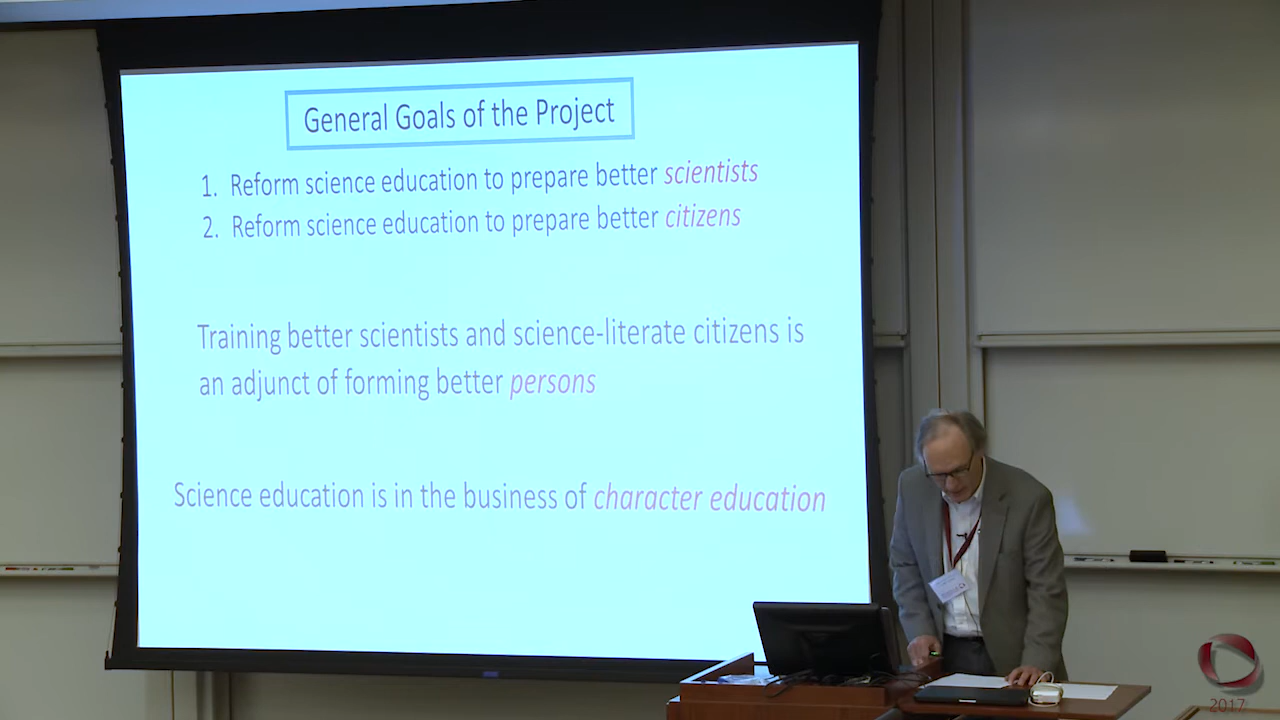 General Goals of the Project
1. Reform science education to prepare better scientists
2. Reform science education to prepare better citizens
Training better scientists and science-literate citizens is
an adjunct of forming better persons
Science education is in the business of character education
2017